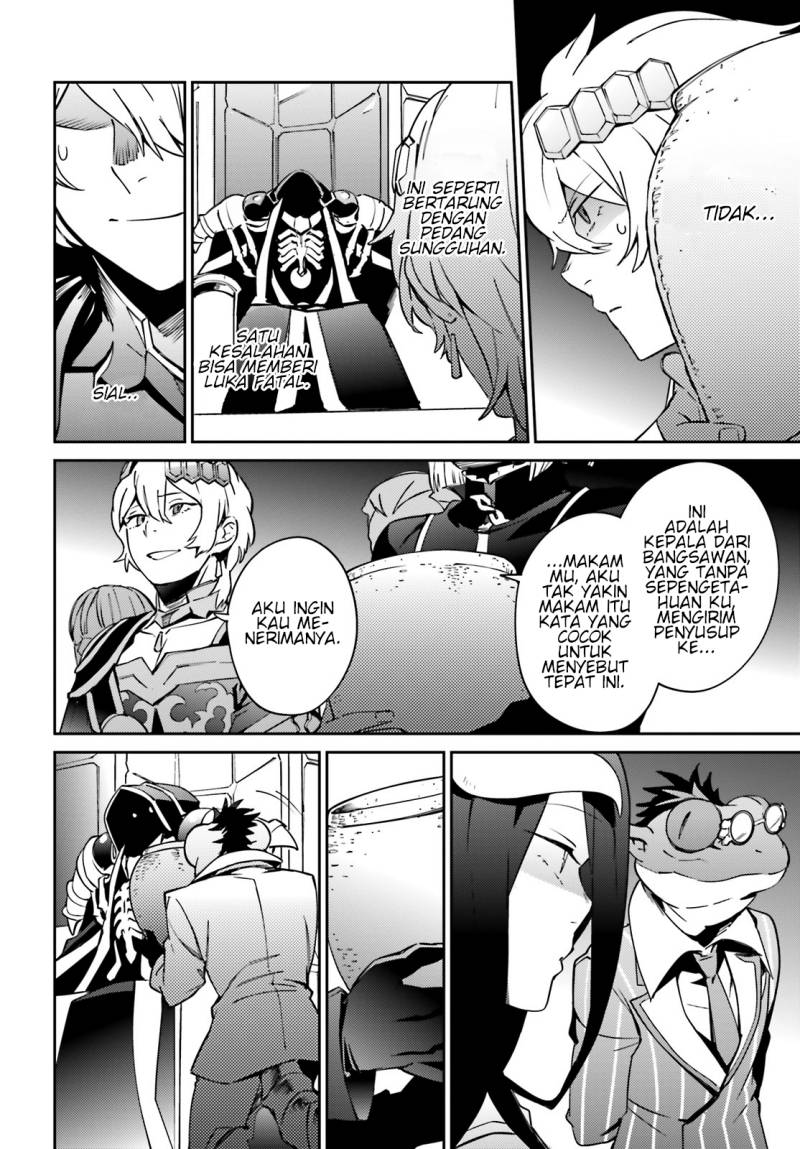 TIDAK...
INI SEPERTI
BERTARUNG
DENGAN
PEDANG
SUNGGUHAN.
SATU
KESALAHAN
BISA MEMBERI
LUKA FATAL.
SIAL..
INI
ADALAH
KEPALA DARI
BANGSAWAN,
YANG TANPA
SEPENGETA-
HUAN KU,
MENGIRIM
PENYUSUP
KE...
...MAKAM
MU, AKU
TAK YAKIN
MAKAM ITU
KATA YANG
COCOK
UNTUK
MENYEBUT
TEPAT INI.
AKU INGIN
KAU ME-
NERIMANYA.